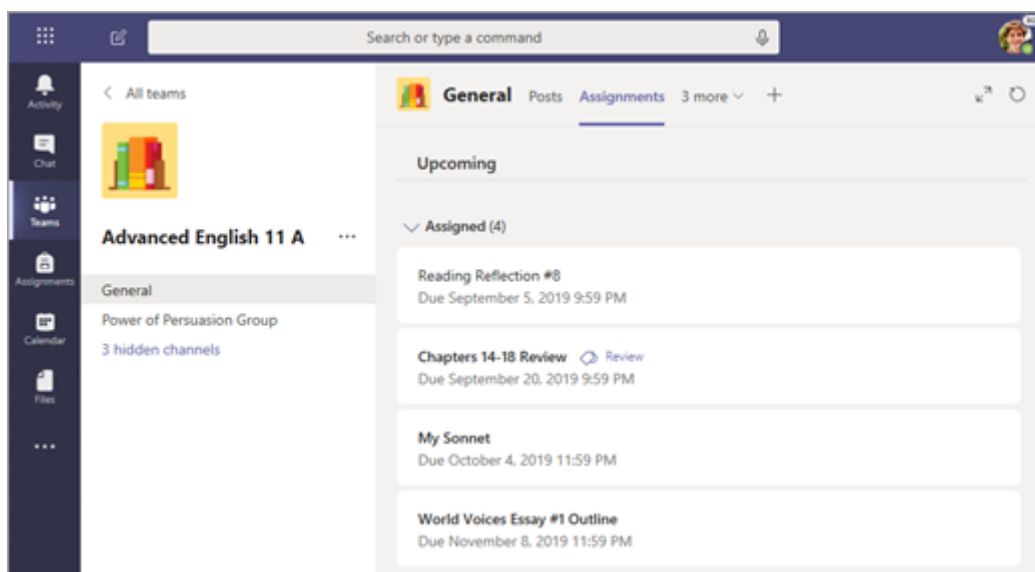 Search or type a command
Activity
Chat
Teams
Assignments
Calendar
Files
All teams
Advanced English 11 A
General
Power of Persuasion Group
3 hidden channels
General Posts Assignments 3 more
Upcoming
Assigned (4)
Reading Reflection #8
Due September 5, 2019 9:59 PM
Chapters 14-18 Review Review
Due September 20, 2019 9:59 PM
My Sonnet
Due October 4, 2019 11:59 PM
World Voices Essay #1 Outline
Due November 8, 2019 11:59 PM